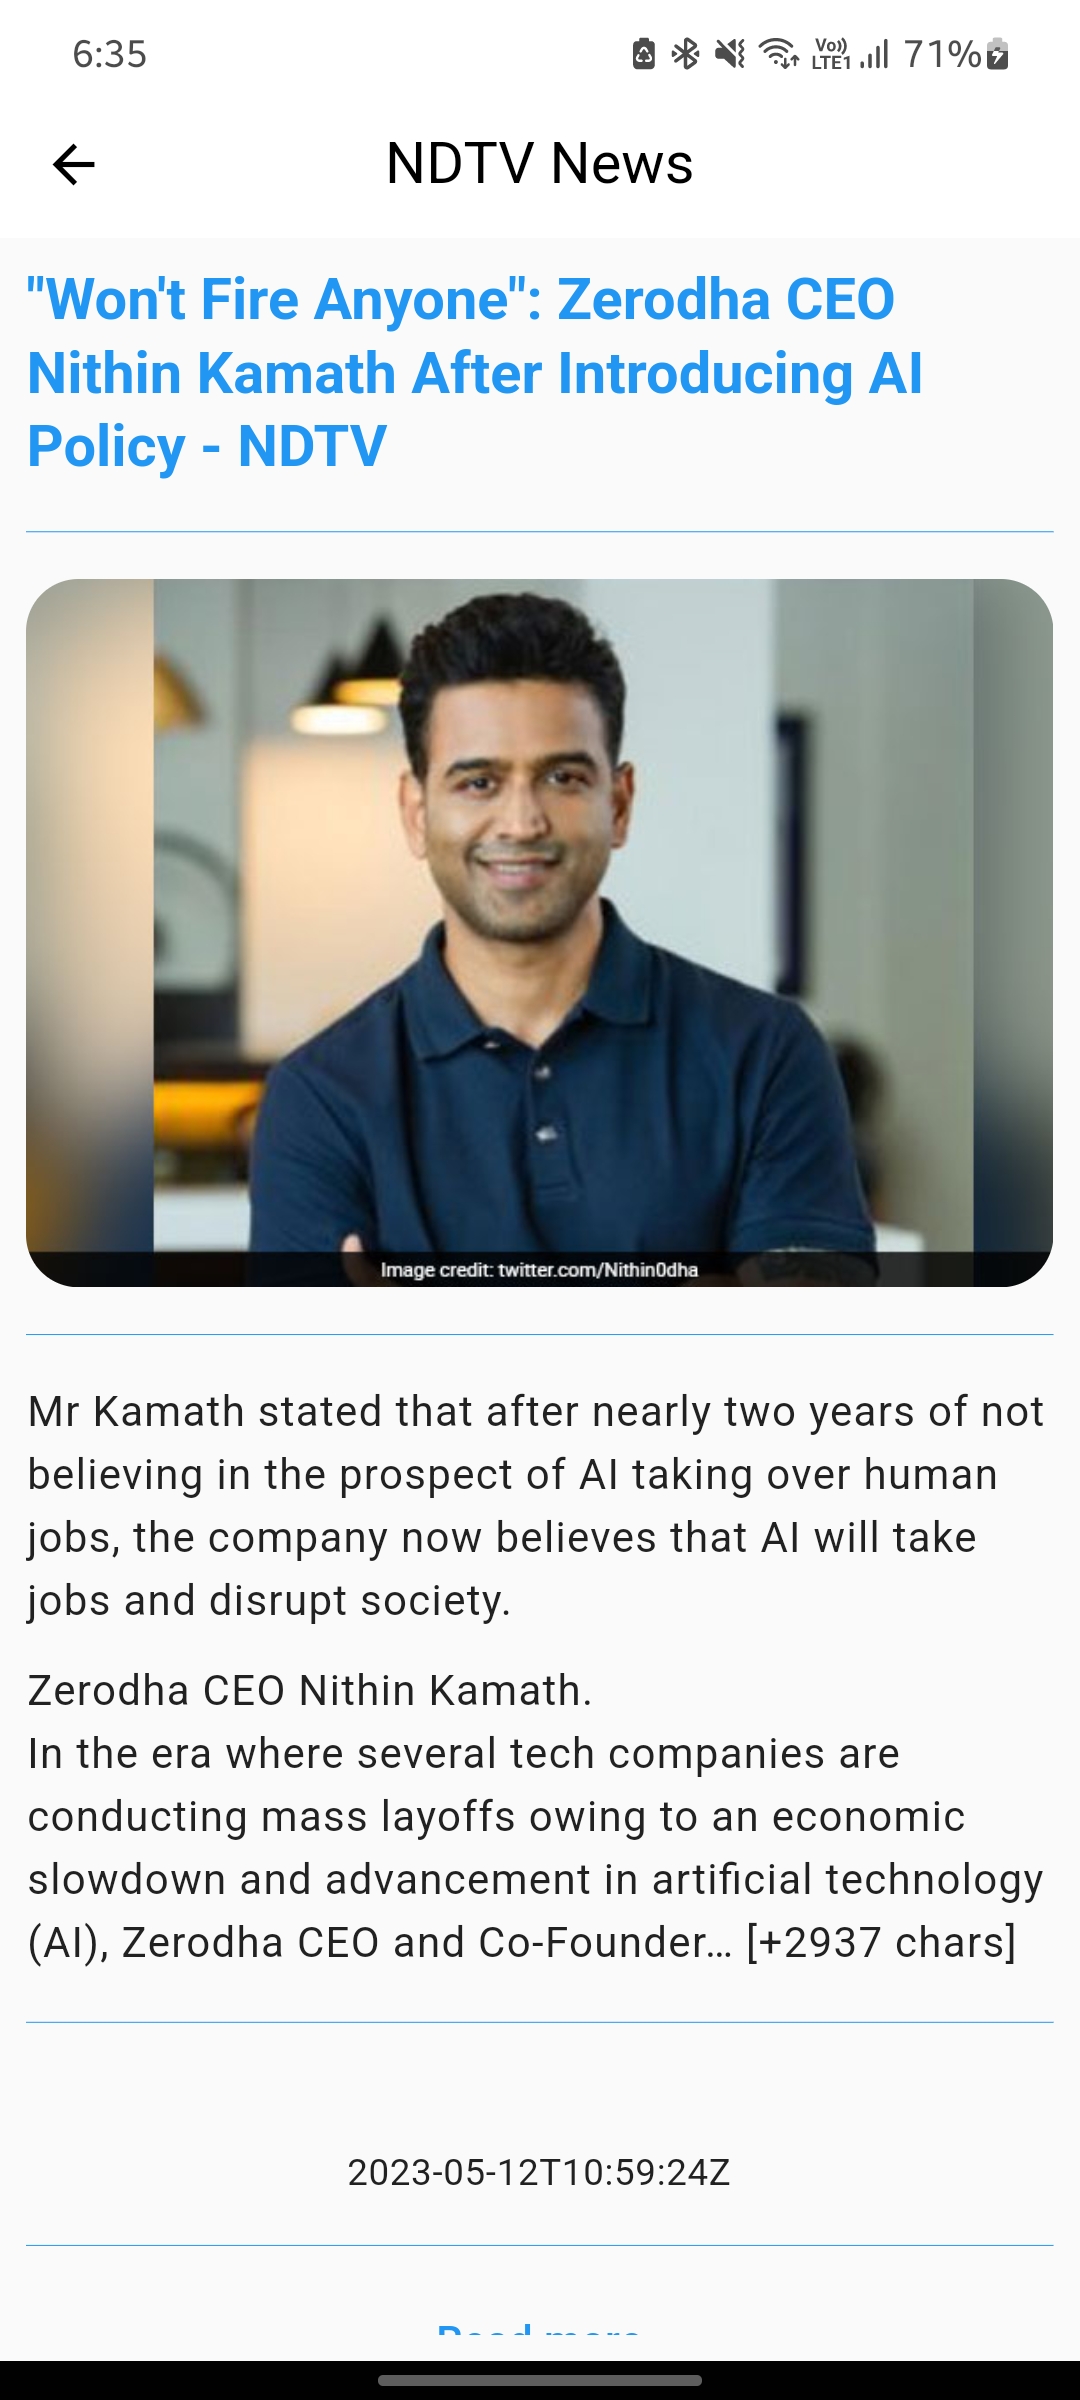 6:35
Vo))
LTE1
71%
NDTV News
"Won't Fire Anyone": Zerodha CEO
Nithin Kamath After Introducing AI
Policy - NDTV
Image credit: twitter.com/Nithin0dha
Mr Kamath stated that after nearly two years of not
believing in the prospect of AI taking over human
jobs, the company now believes that AI will take
jobs and disrupt society.
Zerodha CEO Nithin Kamath.
In the era where several tech companies are
conducting mass layoffs owing to an economic
slowdown and advancement in artificial technology
(AI), Zerodha CEO and Co-Founder… [+2937 chars]
2023-05-12T10:59:24Z
Read more